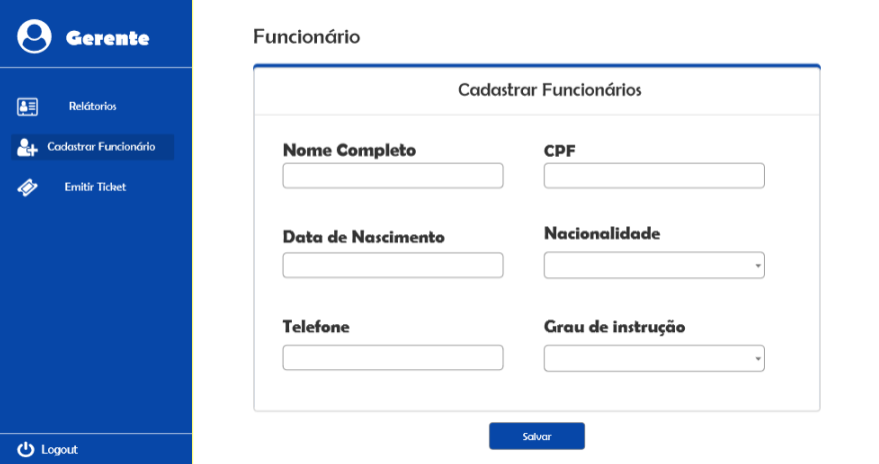 Gerente
Relátorios
Cadastrar Funcionário
Emitir Ticket
Logout
Funcionário
Cadastrar Funcionários
Nome Completo
CPF
Data de Nascimento
Nacionalidade
Telefone
Grau de instrução
Salvar